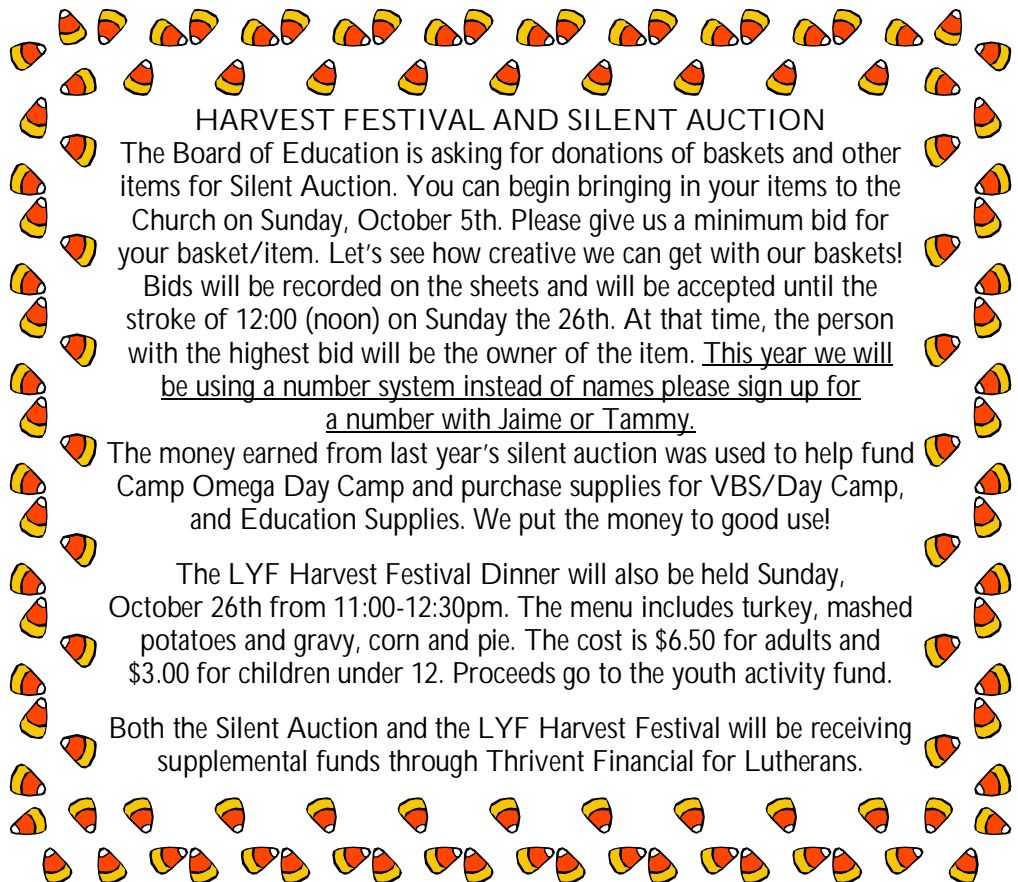 HARVEST FESTIVAL AND SILENT AUCTION
The Board of Education is asking for donations of baskets and other
items for Silent Auction. You can begin bringing in your items to the
Church on Sunday, October 5th. Please give us a minimum bid for
your basket/item. Let's see how creative we can get with our baskets!
Bids will be recorded on the sheets and will be accepted until the
stroke of 12:00 (noon) on Sunday the 26th. At that time, the person
with the highest bid will be the owner of the item. This year we will
be using a number system instead of names please sign up for
a number with Jaime or Tammy.
The money earned from last year's silent auction was used to help fund
Camp Omega Day Camp and purchase supplies for VBS/Day Camp,
and Education Supplies. We put the money to good use!
The LYF Harvest Festival Dinner will also be held Sunday,
October 26th from 11:00-12:30pm. The menu includes turkey, mashed
potatoes and gravy, corn and pie. The cost is $6.50 for adults and
$3.00 for children under 12. Proceeds go to the youth activity fund.
Both the Silent Auction and the LYF Harvest Festival will be receiving
supplemental funds through Thrivent Financial for Lutherans.